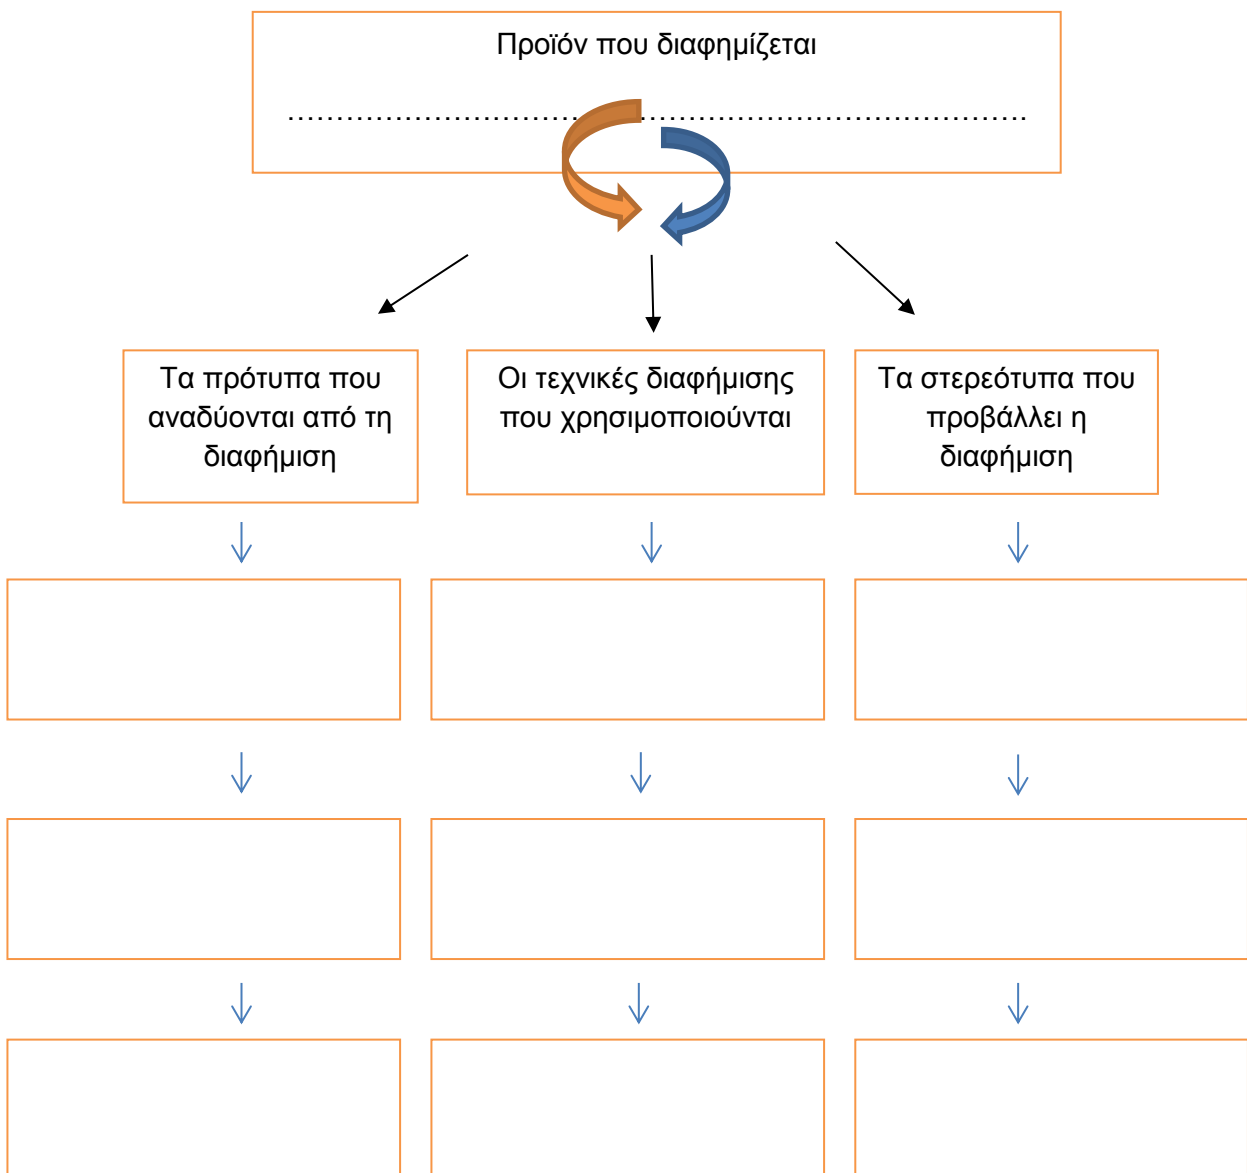 Προϊόν που διαφημίζεται
……………………………………………………………………….
Τα πρότυπα που
αναδύονται από τη
διαφήμιση
Οι τεχνικές διαφήμισης
που χρησιμοποιούνται
Τα στερεότυπα που
προβάλλει η
διαφήμιση